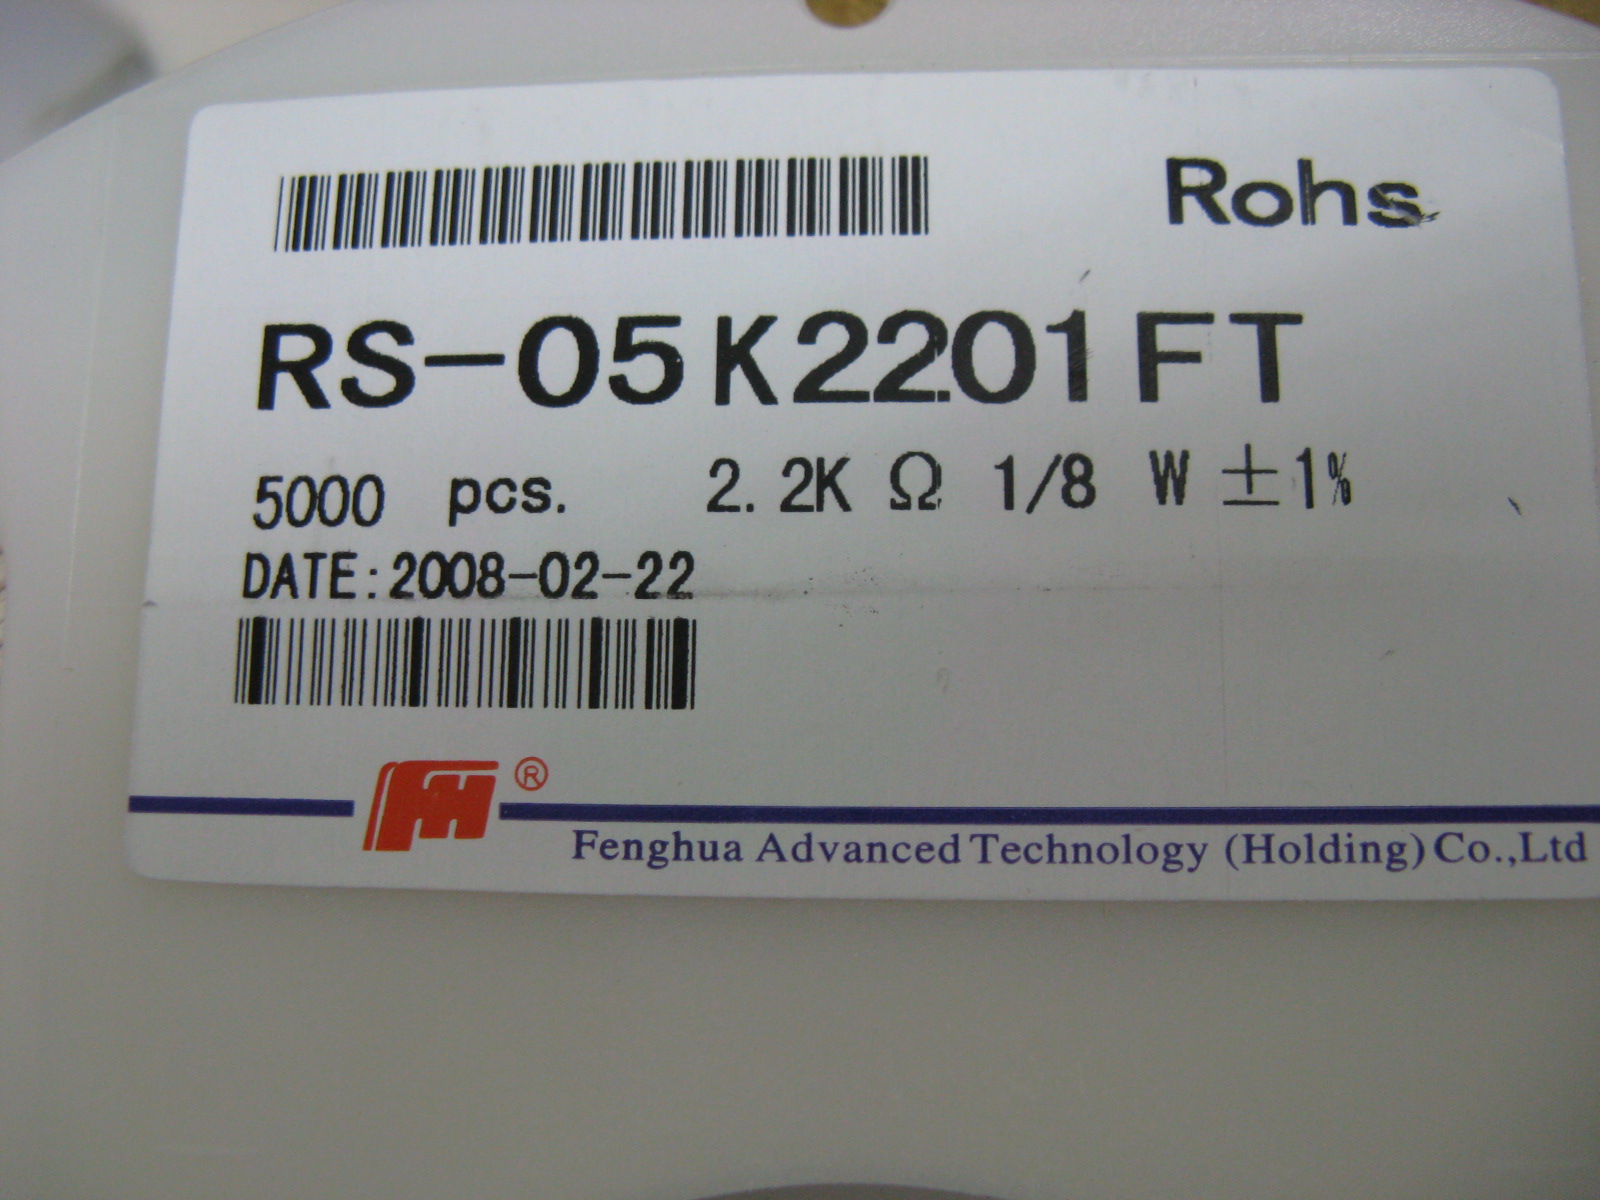 Rohs
RS-05K2201FT
5000 pcs. 2.2K Ω 1/8 W ±1%
DATE:2008-02-22
FH ®
Fenghua Advanced Technology (Holding) Co.,Ltd